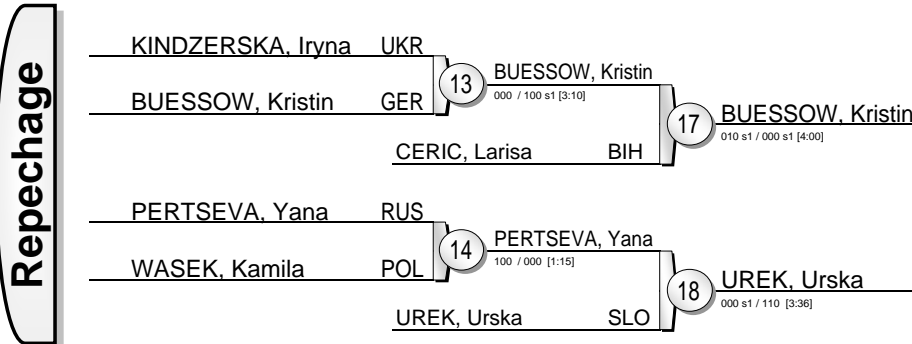 Repechage
KINDZERSKA, Iryna UKR
BUESSOW, Kristin GER
13
BUESSOW, Kristin
000 / 100 s1 [3:10]
CERIC, Larisa BIH
17
BUESSOW, Kristin
010 s1 / 000 s1 [4:00]
PERTSEVA, Yana RUS
WASEK, Kamila POL
14
PERTSEVA, Yana
100 / 000 [1:15]
UREK, Urska SLO
18
UREK, Urska
000 s1 / 110 [3:36]